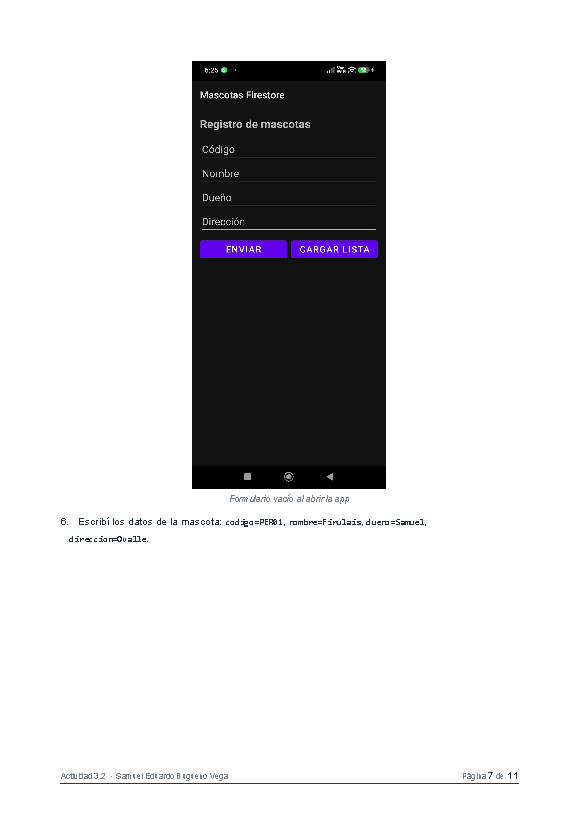 6:25
Mascotas Firestore
Registro de mascotas
Código
Nombre
Dueño
Dirección
ENVIAR CARGAR LISTA
Formulario vacío al abrir la app
6. Escribí los datos de la mascota: codigo=PER01, nombre=Firulais, dueno=Samuel,
direccion=Ovalle.
Actividad 3.2 · Samuel Eduardo Bugueno Vega Página 7 de 11